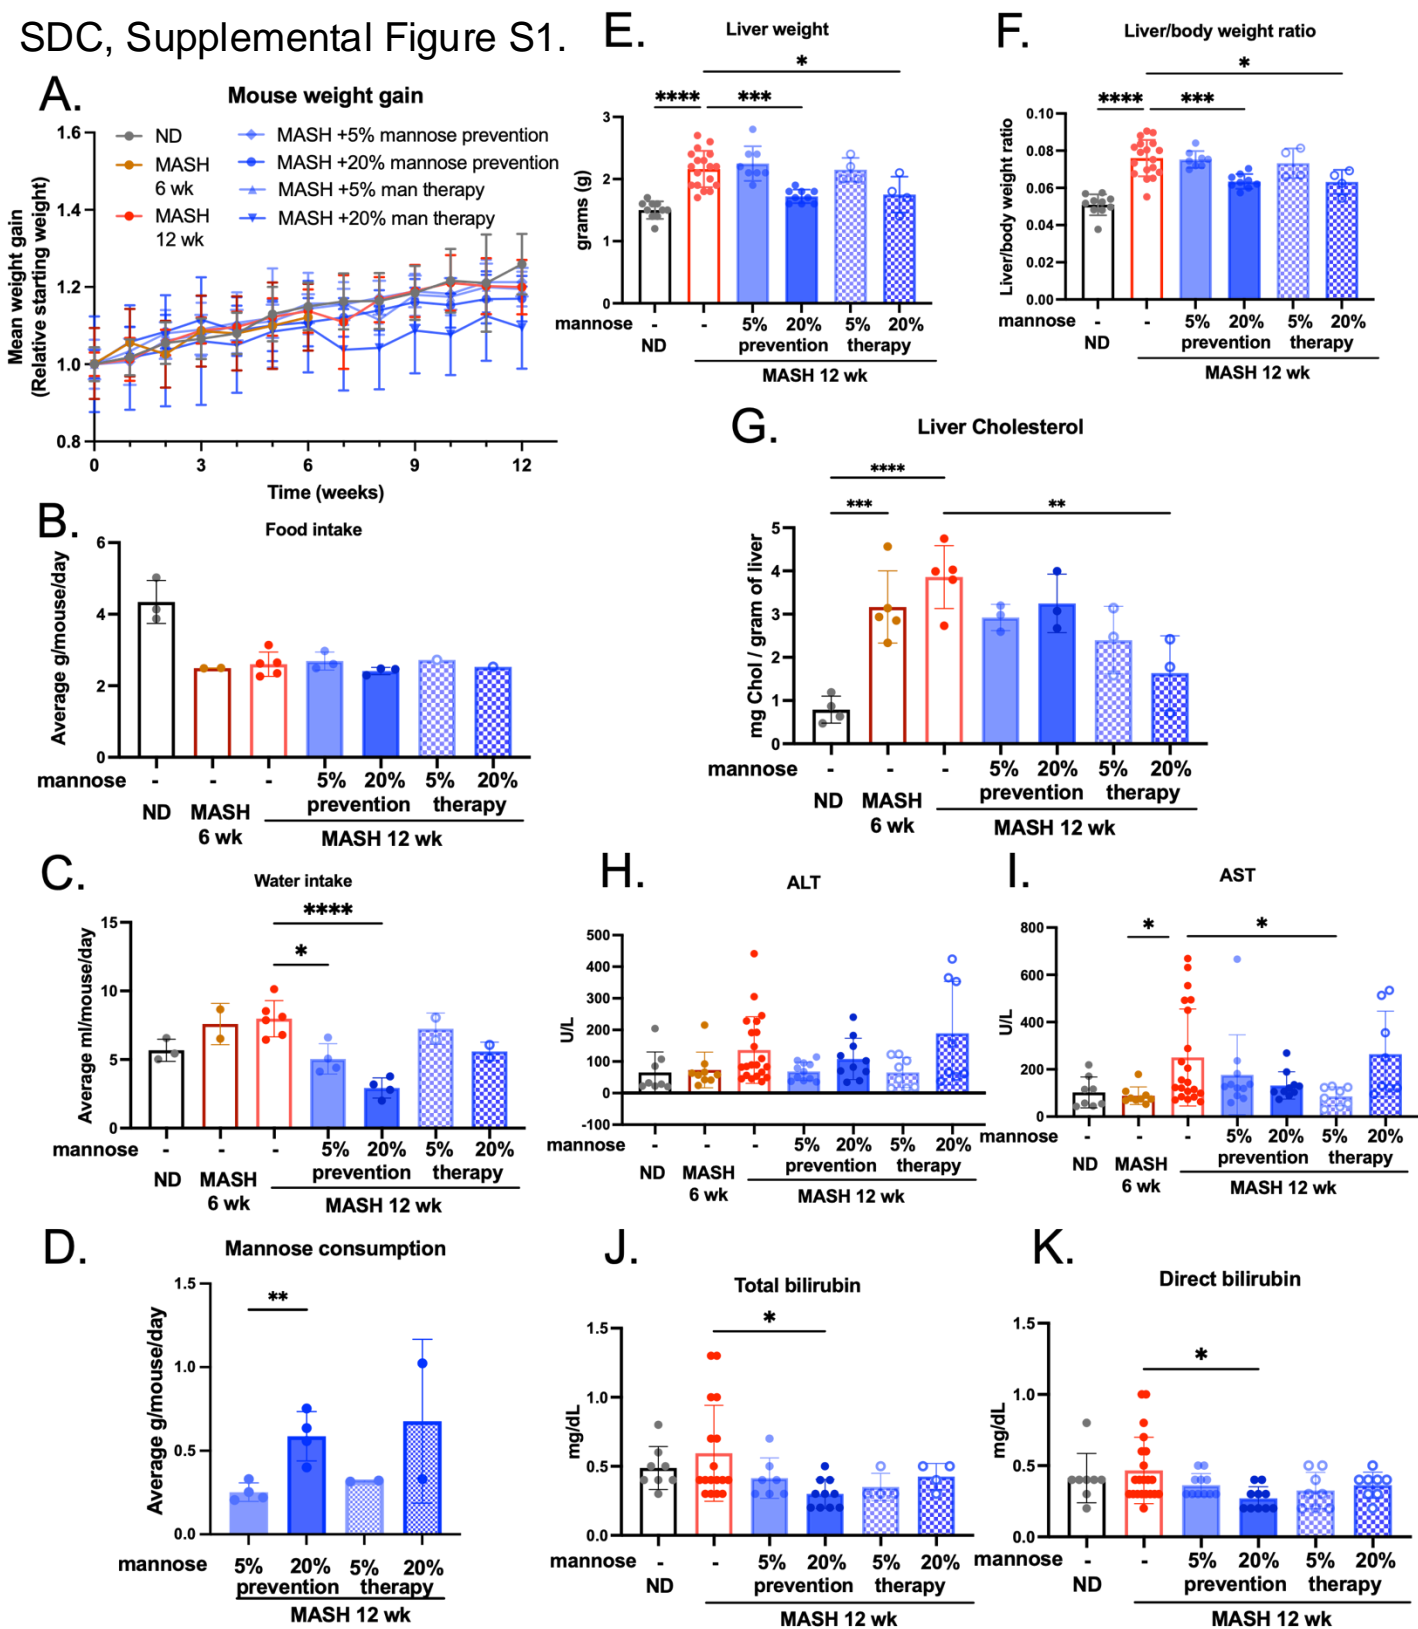 SDC, Supplemental Figure S1.
A.
Mouse weight gain
ND
MASH
6 wk
MASH
12 wk
MASH +5% mannose prevention
MASH +20% mannose prevention
MASH +5% man therapy
MASH +20% man therapy
Mean weight gain
(Relative starting weight)
1.6
1.4
1.2
1.0
0.8
0 3 6 9 12
Time (weeks)
B.
Food intake
Average g/mouse/day
6
4
2
0
mannose - - - 5% 20% 5% 20%
ND MASH prevention therapy
6 wk MASH 12 wk
C.
Water intake
**** 
*
Average ml/mouse/day
15
10
5
0
mannose - - - 5% 20% 5% 20%
ND MASH prevention therapy
6 wk MASH 12 wk
D.
Mannose consumption
**
Average g/mouse/day
1.5
1.0
0.5
0.0
mannose 5% 20% 5% 20%
prevention therapy
MASH 12 wk
E.
Liver weight
*
**** ***
grams (g)
3
2
1
0
mannose - - 5% 20% 5% 20%
ND prevention therapy
MASH 12 wk
F.
Liver/body weight ratio
*
**** ***
Liver/body weight ratio
0.10
0.08
0.06
0.04
0.02
0.00
- - 5% 20% 5% 20%
ND prevention therapy
MASH 12 wk
G.
Liver Cholesterol
****
*** **
mg Chol / gram of liver
5
4
3
2
1
0
mannose - - - 5% 20% 5% 20%
ND MASH prevention therapy
6 wk MASH 12 wk
H.
ALT
U/L
500
400
300
200
100
0
-100
mannose - - - 5% 20% 5% 20%
ND MASH prevention therapy
6 wk MASH 12 wk
I.
AST
* *
U/L
800
600
400
200
0
mannose - - - 5% 20% 5% 20%
ND MASH prevention therapy
6 wk MASH 12 wk
J.
Total bilirubin
*
mg/dL
1.5
1.0
0.5
0.0
mannose - - 5% 20% 5% 20%
ND prevention therapy
MASH 12 wk
K.
Direct bilirubin
*
mg/dL
1.5
1.0
0.5
0.0
mannose - - 5% 20% 5% 20%
ND prevention therapy
MASH 12 wk